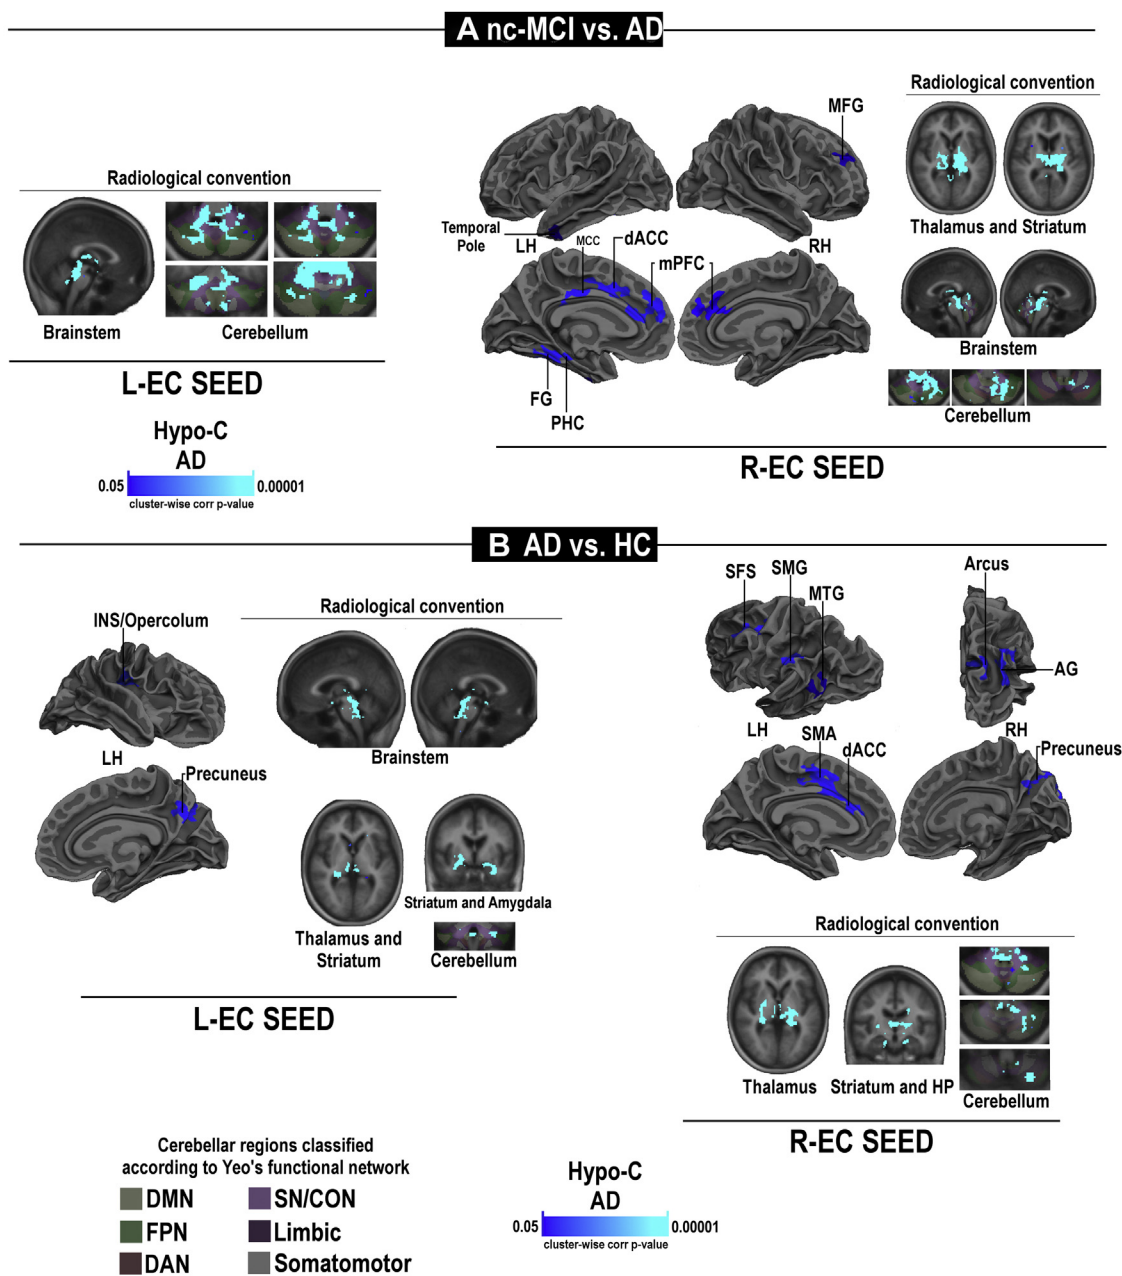 A nc-MCI vs. AD
Radiological convention
Brainstem
Cerebellum
L-EC SEED
Hypo-C
AD
0.05
0.00001
cluster-wise corr p-value
MFG
Temporal
Pole
LH
MCC
dACC
mPFC
RH
FG
PHC
Radiological convention
Thalamus and Striatum
Brainstem
Cerebellum
R-EC SEED
B AD vs. HC
INS/Opercolum
LH
Precuneus
Radiological convention
Brainstem
Thalamus and
Striatum
Striatum and Amygdala
Cerebellum
L-EC SEED
SFS
SMG
MTG
Arcus
AG
LH
SMA
dACC
RH
Precuneus
Radiological convention
Thalamus
Striatum and HP
Cerebellum
R-EC SEED
Cerebellar regions classified
according to Yeo's functional network
DMN
SN/CON
FPN
Limbic
DAN
Somatomotor
Hypo-C
AD
0.05
0.00001
cluster-wise corr p-value